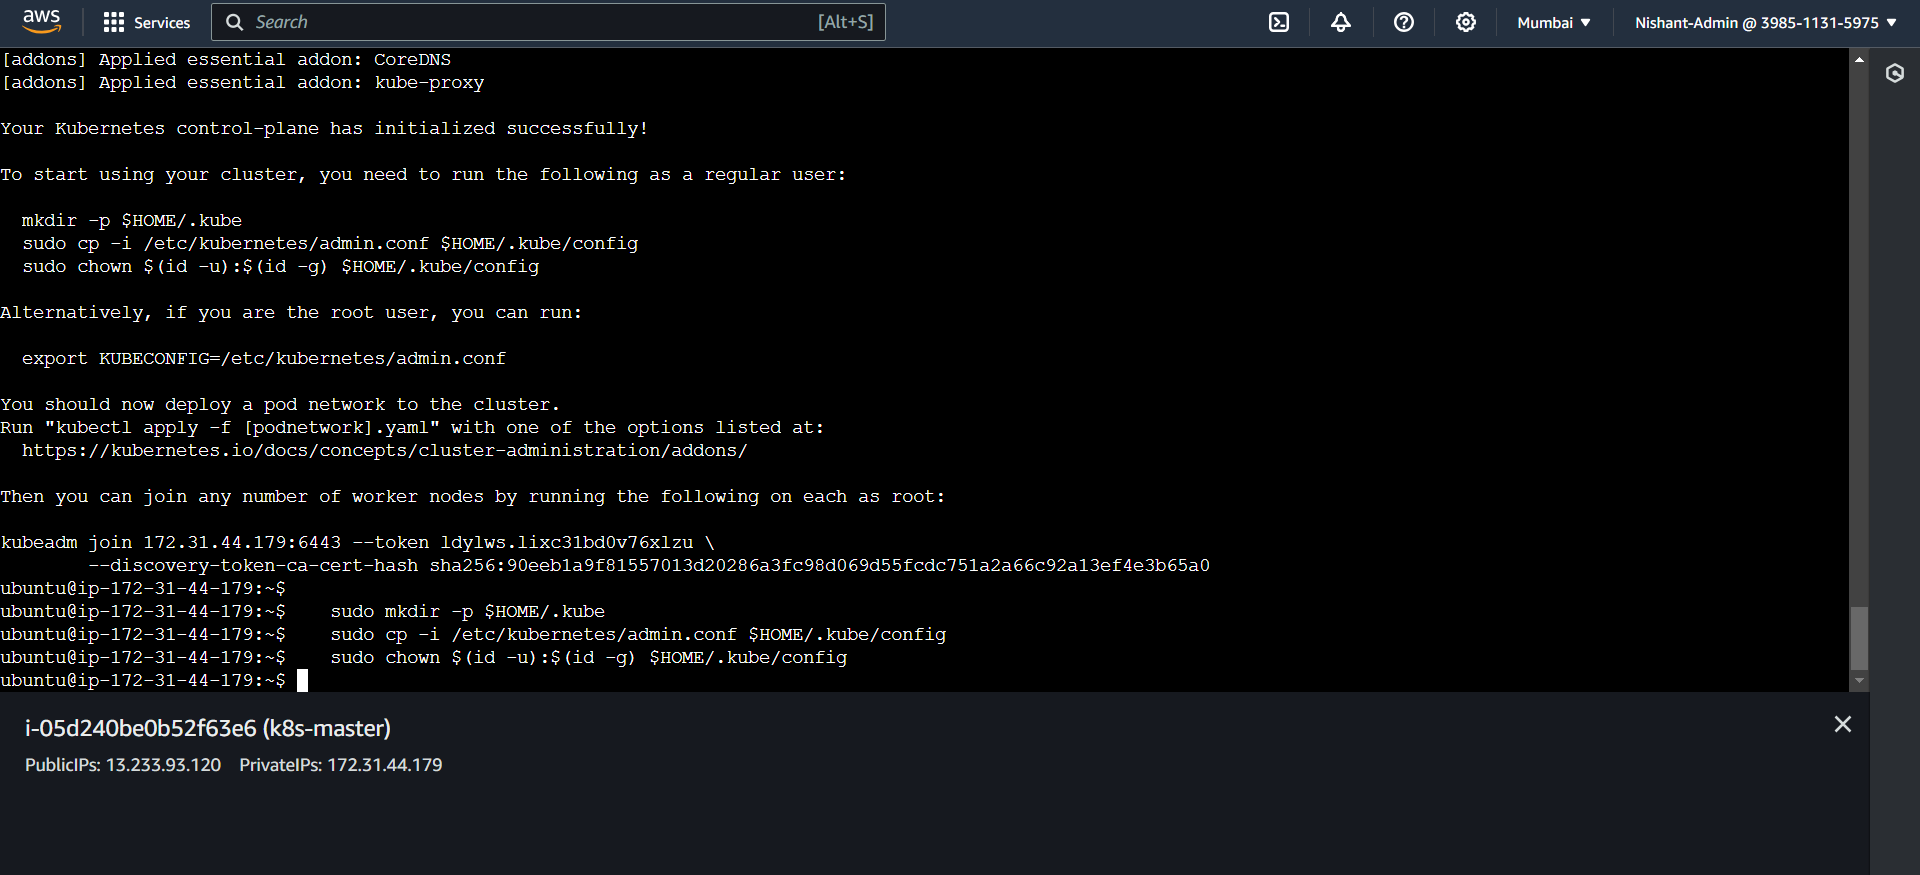 aws
Services
Search
[Alt+S]
Mumbai
Nishant-Admin @ 3985-1131-5975
[addons] Applied essential addon: CoreDNS
[addons] Applied essential addon: kube-proxy
Your Kubernetes control-plane has initialized successfully!
To start using your cluster, you need to run the following as a regular user:
mkdir -p $HOME/.kube
sudo cp -i /etc/kubernetes/admin.conf $HOME/.kube/config
sudo chown $(id -u):$(id -g) $HOME/.kube/config
Alternatively, if you are the root user, you can run:
export KUBECONFIG=/etc/kubernetes/admin.conf
You should now deploy a pod network to the cluster.
Run "kubectl apply -f [podnetwork].yaml" with one of the options listed at:
https://kubernetes.io/docs/concepts/cluster-administration/addons/
Then you can join any number of worker nodes by running the following on each as root:
kubeadm join 172.31.44.179:6443 --token ldylws.lixc31bd0v76xlzu \
--discovery-token-ca-cert-hash sha256:90eeb1a9f81557013d20286a3fc98d069d55fcdc751a2a66c92a13ef4e3b65a0
ubuntu@ip-172-31-44-179:~$
ubuntu@ip-172-31-44-179:~$ sudo mkdir -p $HOME/.kube
ubuntu@ip-172-31-44-179:~$ sudo cp -i /etc/kubernetes/admin.conf $HOME/.kube/config
ubuntu@ip-172-31-44-179:~$ sudo chown $(id -u):$(id -g) $HOME/.kube/config
ubuntu@ip-172-31-44-179:~$
i-05d240be0b52f63e6 (k8s-master)
PublicIPs: 13.233.93.120 PrivateIPs: 172.31.44.179